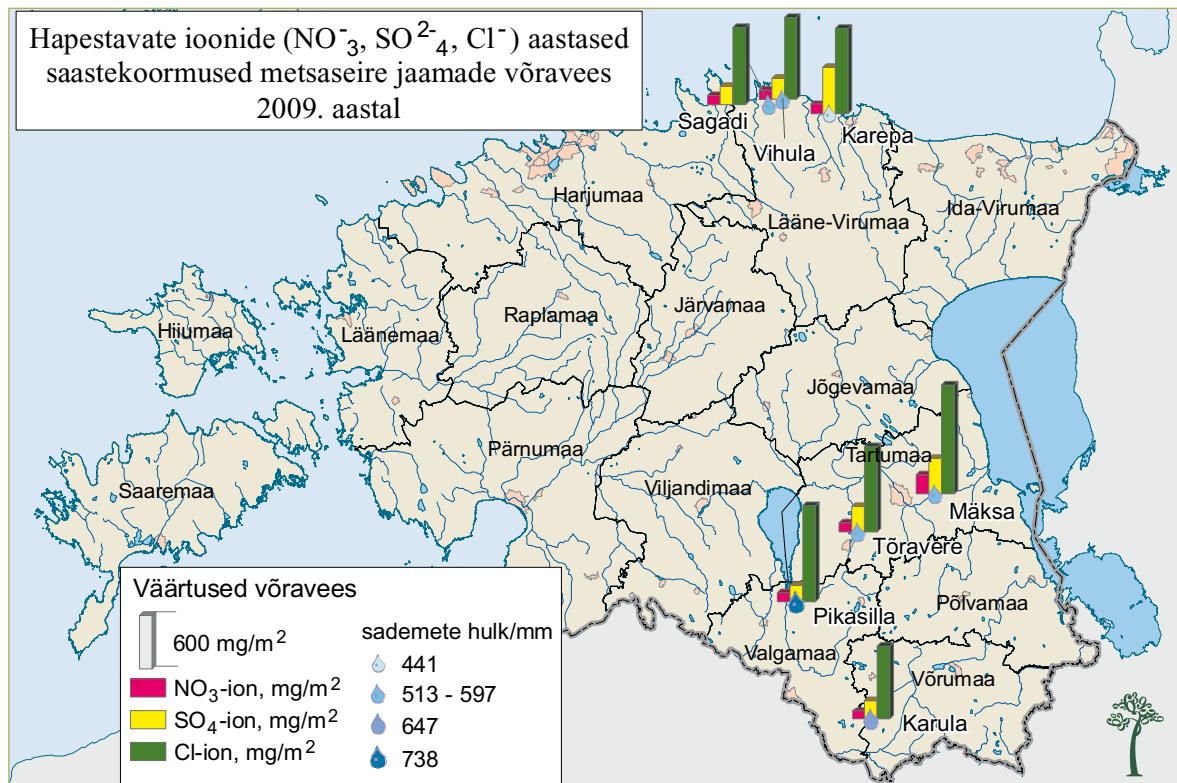 Hapestavate ioonide (NO⁻₃, SO²⁻₄, Cl⁻) aastased
saastekoormused metsaseire jaamade võravees
2009. aastal
Sagadi
Vihula
Karepa
Harjumaa
Lääne-Virumaa
Ida-Virumaa
Hiiumaa
Läänemaa
Raplamaa
Järvamaa
Jõgevamaa
Pärnumaa
Tartumaa
Saaremaa
Viljandimaa
Mäksa
Tõravere
Pikasilla
Põlvamaa
Valgamaa
Võrumaa
Karula
Väärtused võravees
600 mg/m²
NO₃-ion, mg/m²
SO₄-ion, mg/m²
Cl-ion, mg/m²
sademete hulk/mm
441
513 - 597
647
738